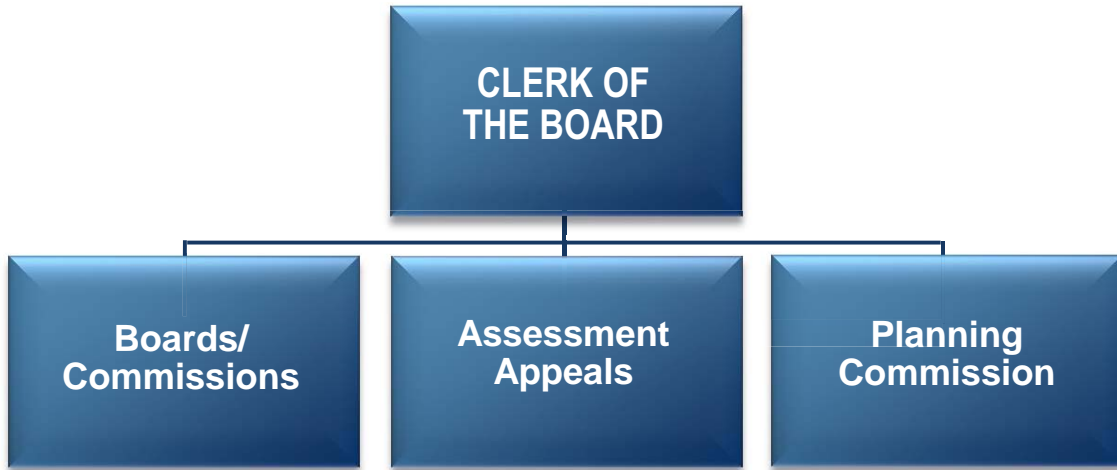 CLERK OF
THE BOARD
Boards/
Commissions
Assessment
Appeals
Planning
Commission